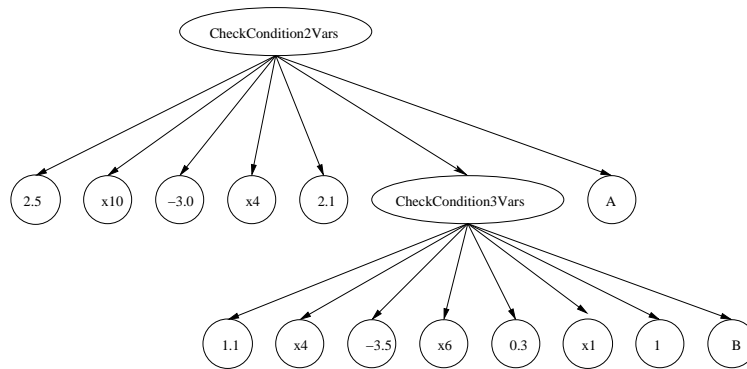 CheckCondition2Vars
2.5
x10
−3.0
x4
2.1
CheckCondition3Vars
A
1.1
x4
−3.5
x6
0.3
x1
1
B